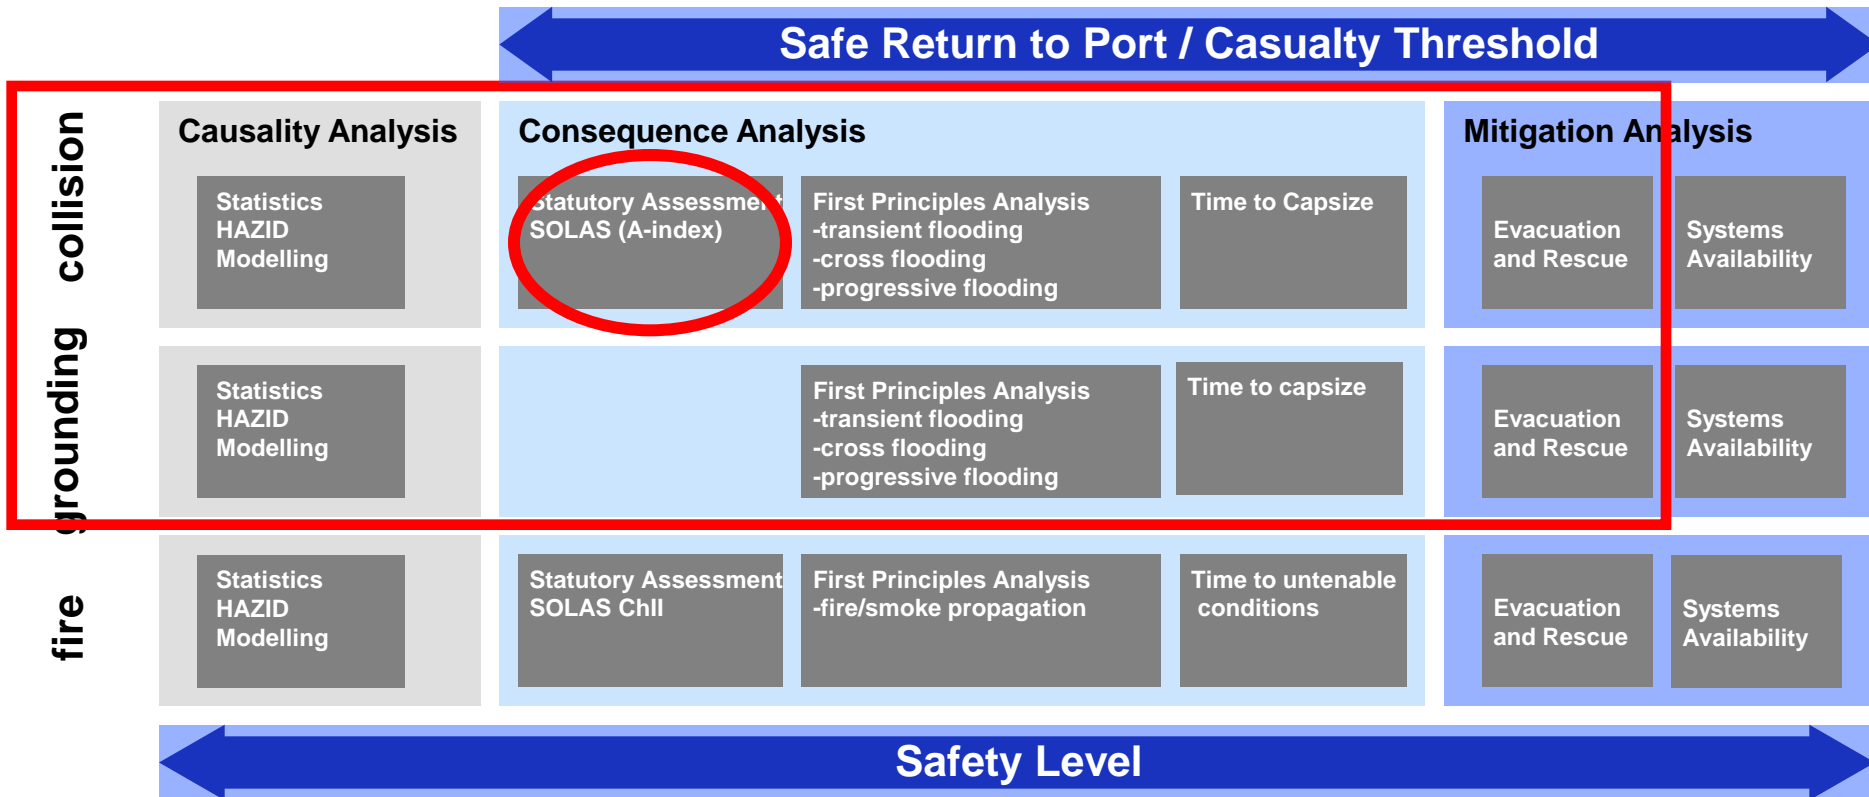 Safe Return to Port / Casualty Threshold
collision
Causality Analysis
Consequence Analysis
Mitigation Analysis
Statistics
HAZID
Modelling
Statutory Assessment
SOLAS (A-index)
First Principles Analysis
-transient flooding
-cross flooding
-progressive flooding
Time to Capsize
Evacuation
and Rescue
Systems
Availability
grounding
Statistics
HAZID
Modelling
First Principles Analysis
-transient flooding
-cross flooding
-progressive flooding
Time to capsize
Evacuation
and Rescue
Systems
Availability
fire
Statistics
HAZID
Modelling
Statutory Assessment
SOLAS ChII
First Principles Analysis
-fire/smoke propagation
Time to untenable
conditions
Evacuation
and Rescue
Systems
Availability
Safety Level